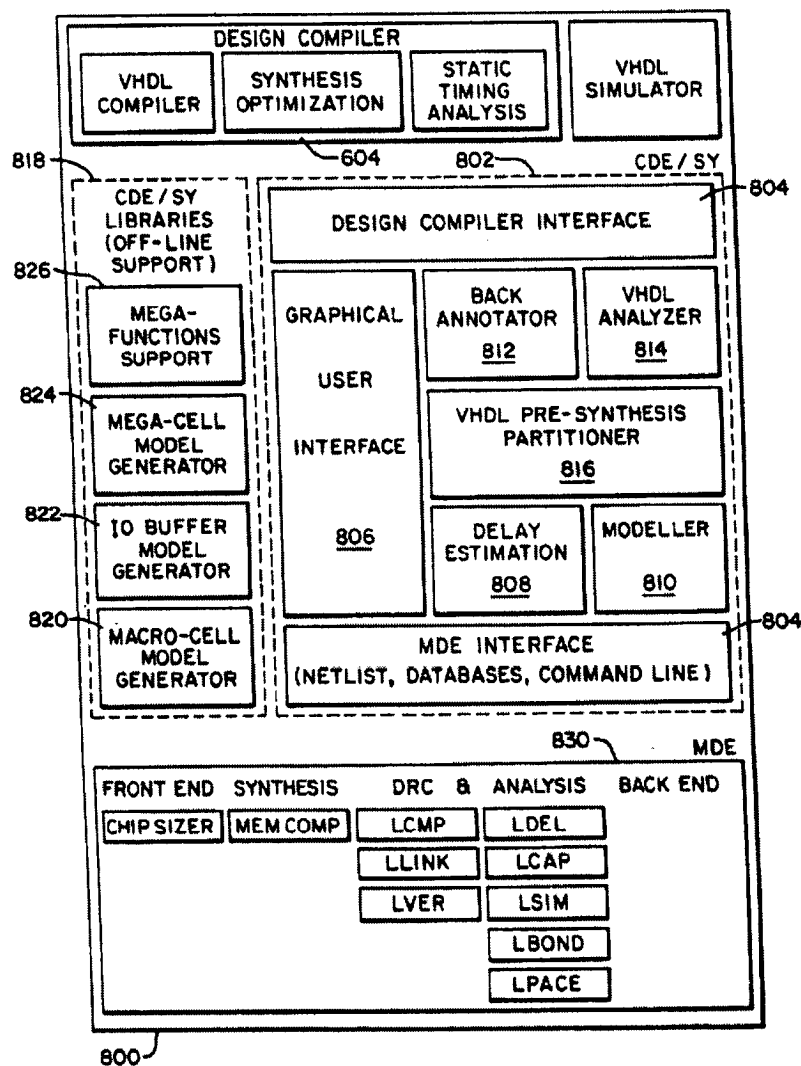 DESIGN COMPILER
VHDL
COMPILER
SYNTHESIS
OPTIMIZATION
STATIC
TIMING
ANALYSIS
VHDL
SIMULATOR
604
818
802
CDE/SY
CDE/SY
LIBRARIES
(OFF-LINE
SUPPORT)
826
MEGA-
FUNCTIONS
SUPPORT
824
MEGA-CELL
MODEL
GENERATOR
822
IO BUFFER
MODEL
GENERATOR
820
MACRO-CELL
MODEL
GENERATOR
DESIGN COMPILER INTERFACE
804
GRAPHICAL
USER
INTERFACE
806
BACK
ANNOTATOR
812
VHDL
ANALYZER
814
VHDL PRE-SYNTHESIS
PARTITIONER
816
DELAY
ESTIMATION
808
MODELLER
810
MDE INTERFACE
(NETLIST, DATABASES, COMMAND LINE)
804
830
MDE
FRONT END SYNTHESIS DRC & ANALYSIS BACK END
CHIP SIZER MEM COMP LCMP LDEL
LLINK LCAP
LVER LSIM
LBOND
LPACE
800